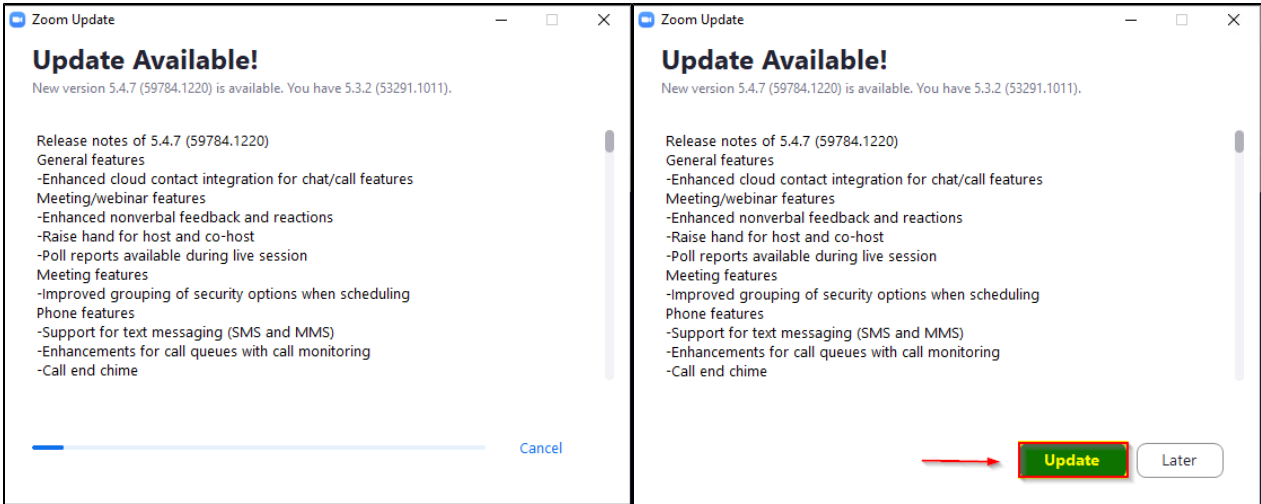 Zoom Update
Update Available!
New version 5.4.7 (59784.1220) is available. You have 5.3.2 (53291.1011).
Release notes of 5.4.7 (59784.1220)
General features
-Enhanced cloud contact integration for chat/call features
Meeting/webinar features
-Enhanced nonverbal feedback and reactions
-Raise hand for host and co-host
-Poll reports available during live session
Meeting features
-Improved grouping of security options when scheduling
Phone features
-Support for text messaging (SMS and MMS)
-Enhancements for call queues with call monitoring
-Call end chime
Cancel
Zoom Update
Update Available!
New version 5.4.7 (59784.1220) is available. You have 5.3.2 (53291.1011).
Release notes of 5.4.7 (59784.1220)
General features
-Enhanced cloud contact integration for chat/call features
Meeting/webinar features
-Enhanced nonverbal feedback and reactions
-Raise hand for host and co-host
-Poll reports available during live session
Meeting features
-Improved grouping of security options when scheduling
Phone features
-Support for text messaging (SMS and MMS)
-Enhancements for call queues with call monitoring
-Call end chime
Update
Later